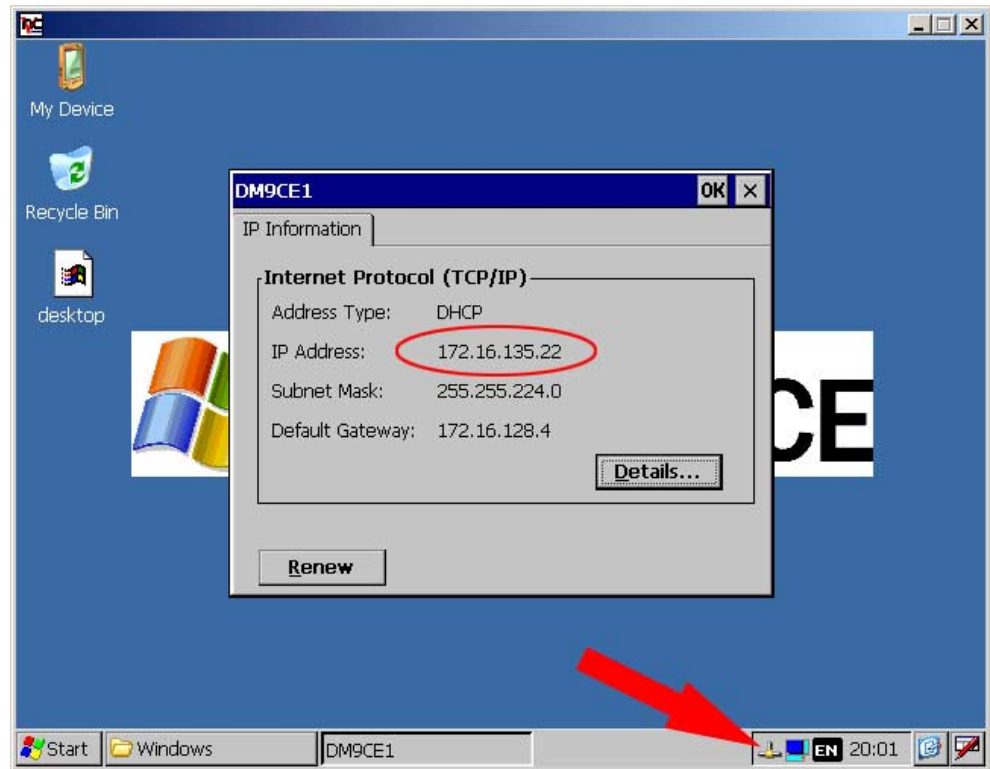 My Device
Recycle Bin
desktop
DM9CE1
OK
IP Information
Internet Protocol (TCP/IP)
Address Type: DHCP
IP Address: 172.16.135.22
Subnet Mask: 255.255.224.0
Default Gateway: 172.16.128.4
Details...
Renew
CE
Start
Windows
DM9CE1
EN
20:01